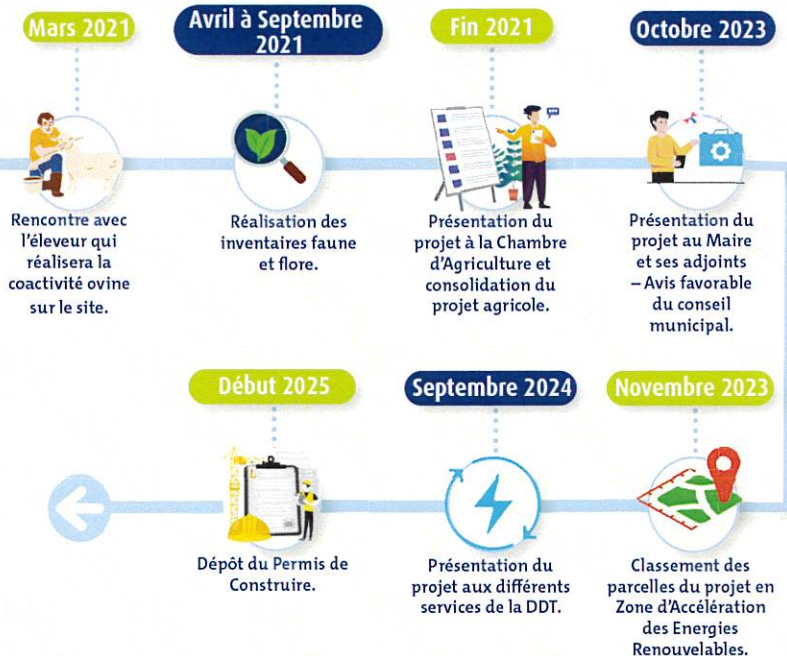 Mars 2021
Rencontre avec
l'éleveur qui
réalisera la
coactivité ovine
sur le site.
Avril à Septembre
2021
Réalisation des
inventaires faune
et flore.
Fin 2021
Présentation du
projet à la Chambre
d'Agriculture et
consolidation du
projet agricole.
Octobre 2023
Présentation du
projet au Maire
et ses adjoints
– Avis favorable
du conseil
municipal.
Novembre 2023
Classement des
parcelles du projet en
Zone d'Accélération
des Energies
Renouvelables.
Septembre 2024
Présentation du
projet aux différents
services de la DDT.
Début 2025
Dépôt du Permis de
Construire.